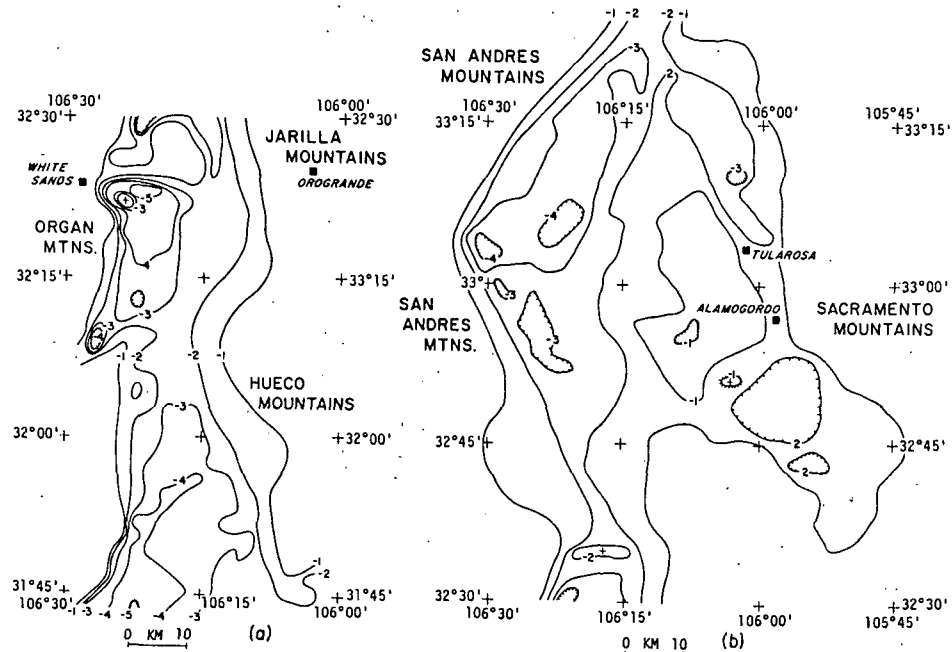 -1 -2 -2 -1
SAN ANDRES
MOUNTAINS
-3
106°30'
32°30'
106°00'
32°30'
106°30'
33°15'
106°15'
2
106°00'
105°45'
33°15'
JARILLA
MOUNTAINS
OROGRANDE
WHITE
SANDS
-5
-3
-3
-4
-4
ORGAN
MTNS.
-4
TULAROSA
32°15'
33°15'
33°
-3
33°00'
ALAMOGORDO
SACRAMENTO
MOUNTAINS
SAN
ANDRES
MTNS.
-3
-3
-3
-1 -2
-2 -1
-1
-1
-1
HUECO
MOUNTAINS
-3
32°00'
32°00'
32°45'
2
32°45'
2
-4
-2
-1
-2
31°45'
106°30'
-1 -3 -4 -5 -4 -3
106°15'
31°45'
106°00'
32°30'
106°30'
106°15'
106°00'
32°30'
105°45'
0 KM 10
(a)
0 KM 10
(b)